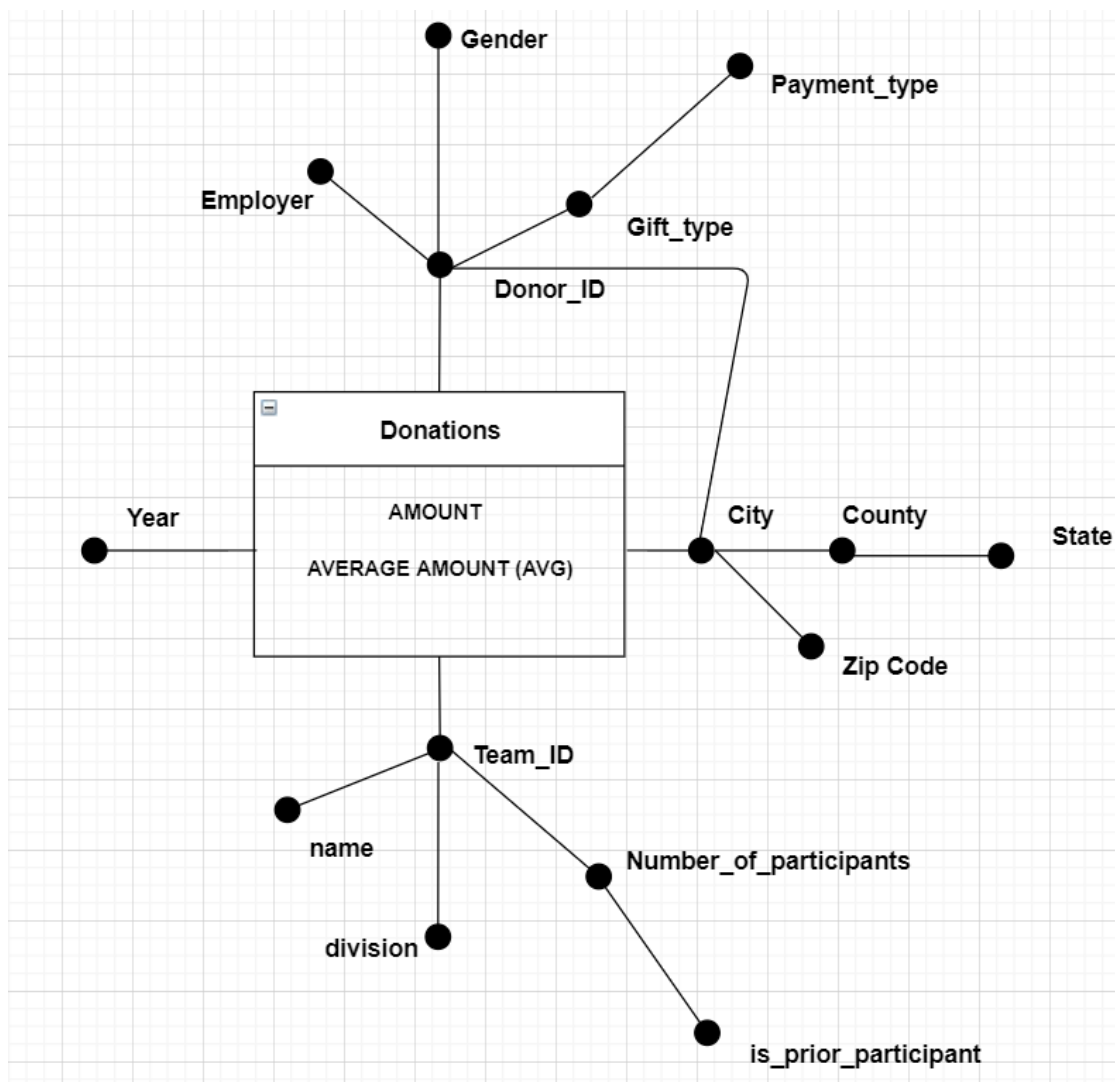 Gender
Payment_type
Employer
Gift_type
Donor_ID
Donations
AMOUNT
AVERAGE AMOUNT (AVG)
Year
City
County
State
Zip Code
Team_ID
name
Number_of_participants
division
is_prior_participant